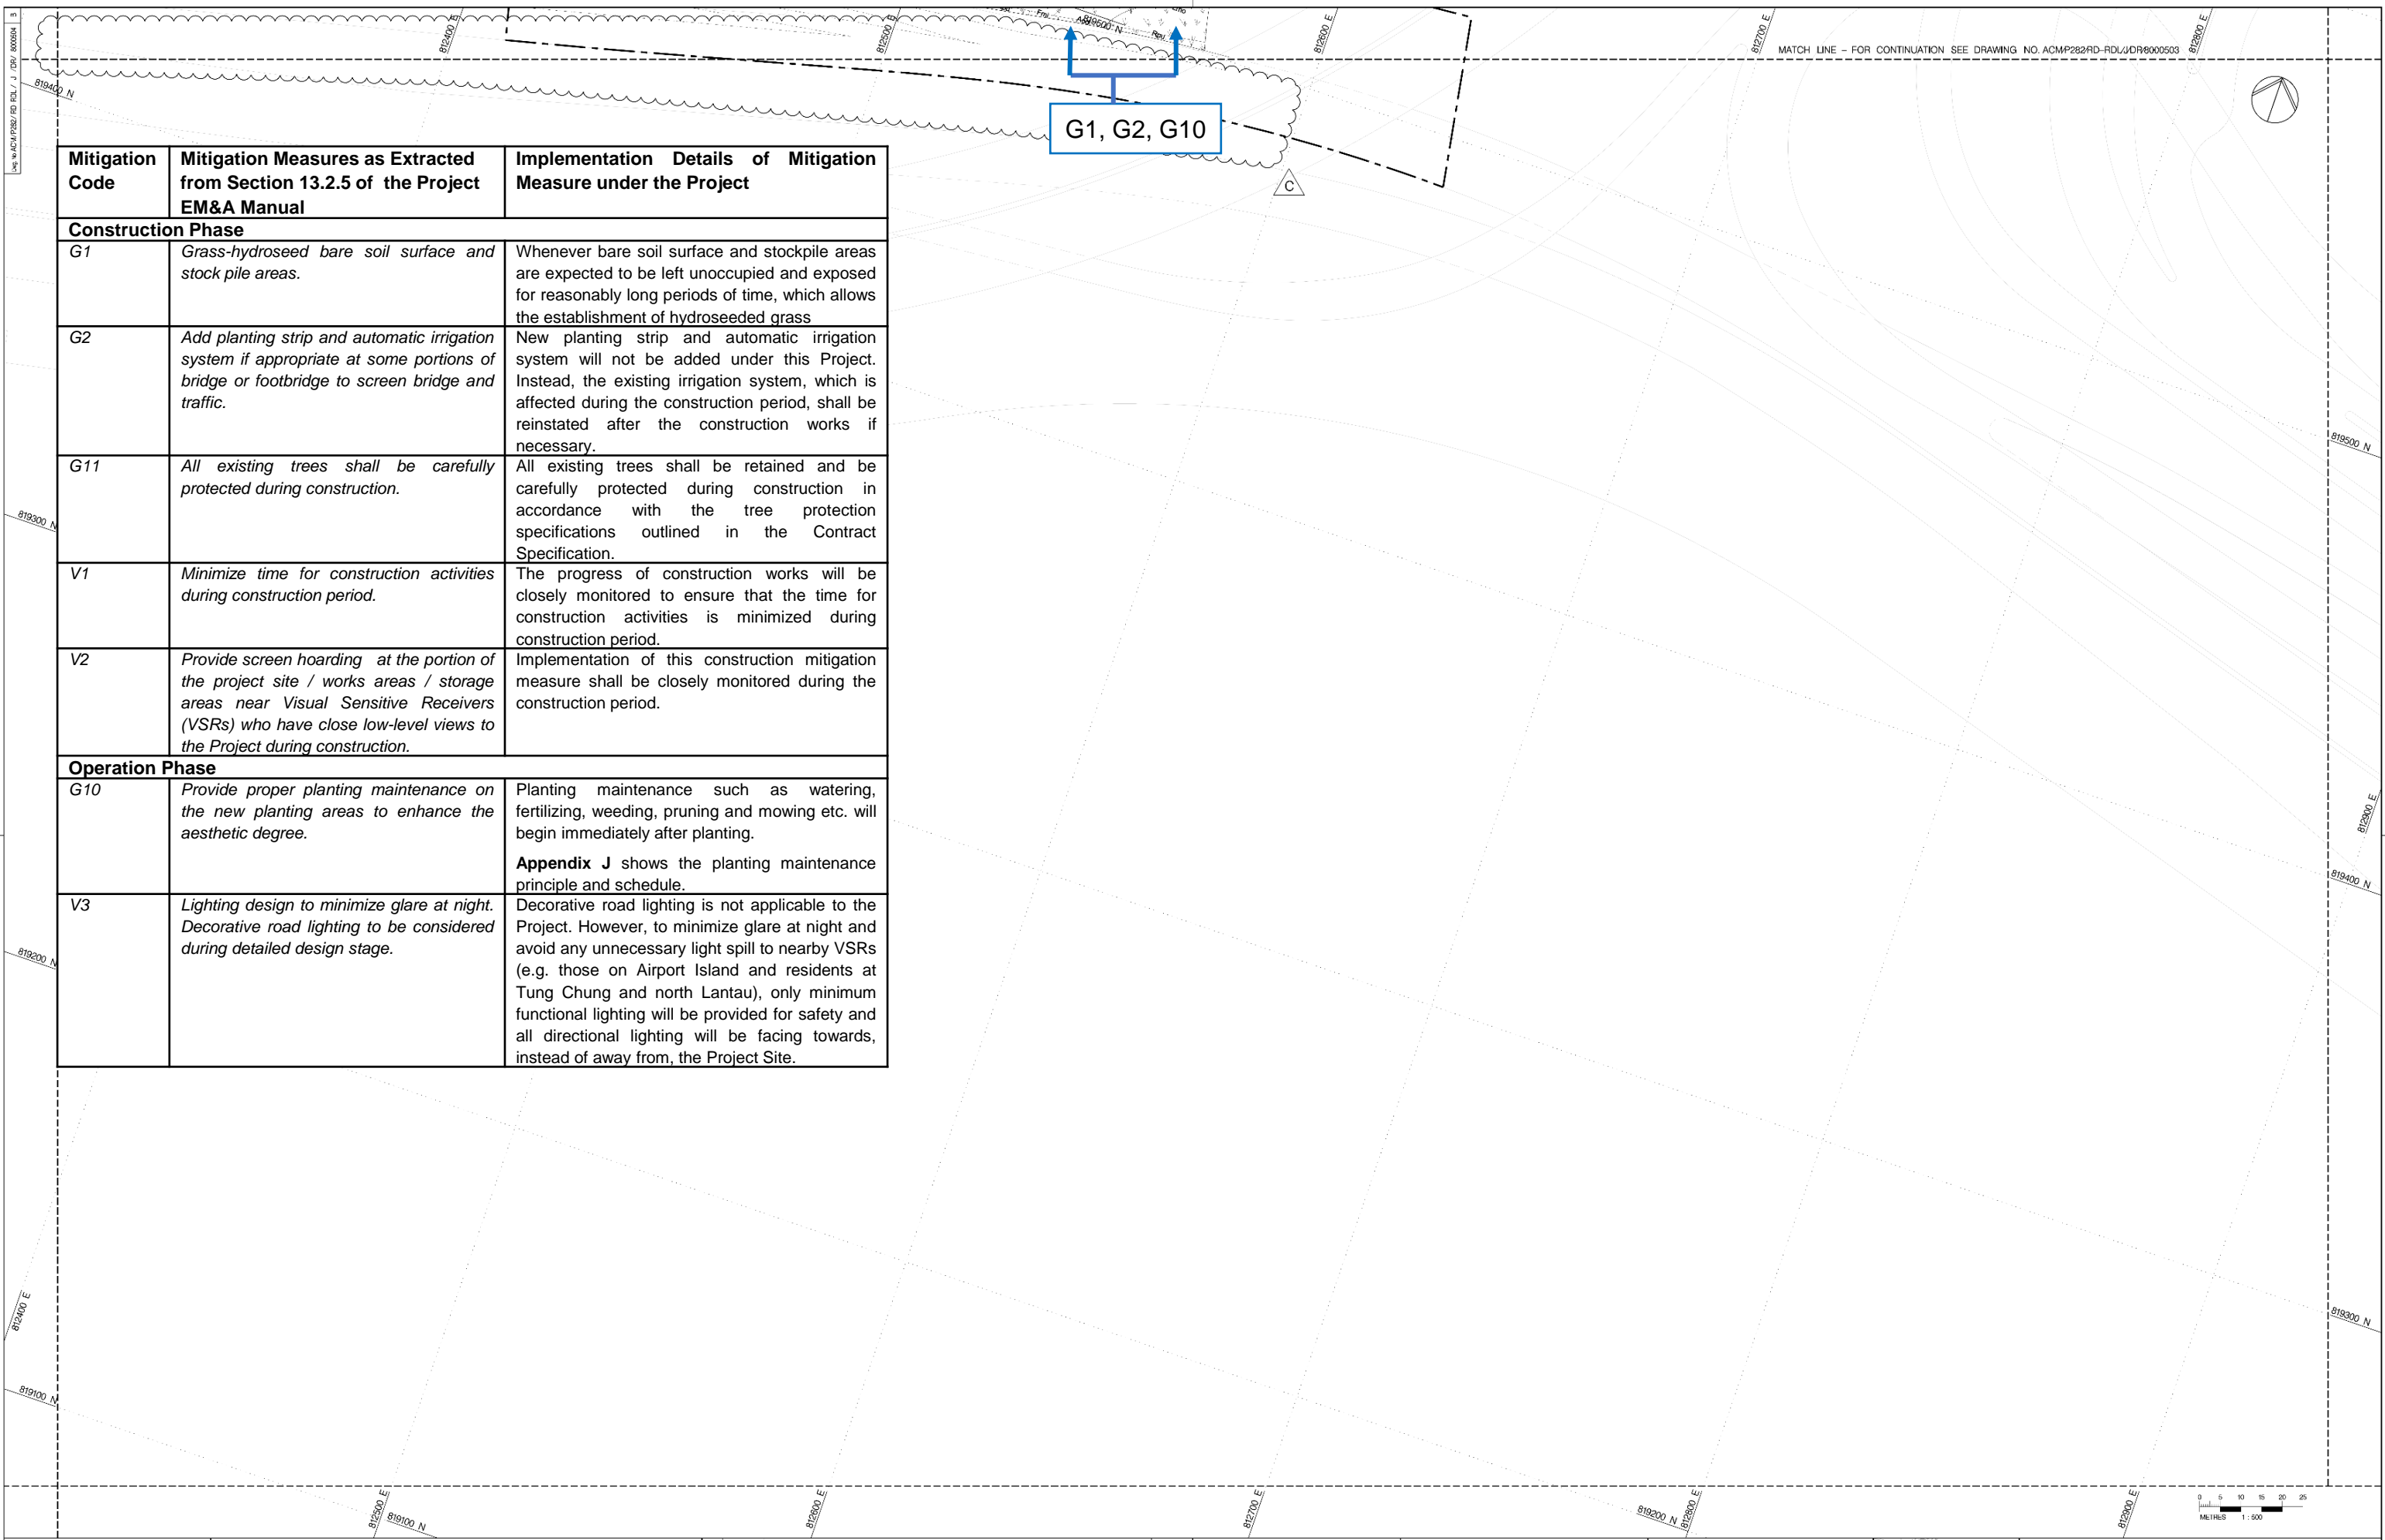 812400 E
812500 E
819500 N
812600 E
812700 E
812800 E
MATCH LINE – FOR CONTINUATION SEE DRAWING NO. ACM/P282/RD-RDL/J/DR/8000503
819400 N
G1, G2, G10
C
Mitigation Code
Mitigation Measures as Extracted
from Section 13.2.5 of the Project
EM&A Manual
Implementation Details of Mitigation
Measure under the Project
Construction Phase
G1
Grass-hydroseed bare soil surface and
stock pile areas.
Whenever bare soil surface and stockpile areas
are expected to be left unoccupied and exposed
for reasonably long periods of time, which allows
the establishment of hydroseeded grass
G2
Add planting strip and automatic irrigation
system if appropriate at some portions of
bridge or footbridge to screen bridge and
traffic.
New planting strip and automatic irrigation
system will not be added under this Project.
Instead, the existing irrigation system, which is
affected during the construction period, shall be
reinstated after the construction works if
necessary.
G11
All existing trees shall be carefully
protected during construction.
All existing trees shall be retained and be
carefully protected during construction in
accordance with the tree protection
specifications outlined in the Contract
Specification.
V1
Minimize time for construction activities
during construction period.
The progress of construction works will be
closely monitored to ensure that the time for
construction activities is minimized during
construction period.
V2
Provide screen hoarding at the portion of
the project site / works areas / storage
areas near Visual Sensitive Receivers
(VSRs) who have close low-level views to
the Project during construction.
Implementation of this construction mitigation
measure shall be closely monitored during the
construction period.
Operation Phase
G10
Provide proper planting maintenance on
the new planting areas to enhance the
aesthetic degree.
Planting maintenance such as watering,
fertilizing, weeding, pruning and mowing etc. will
begin immediately after planting.
Appendix J shows the planting maintenance
principle and schedule.
V3
Lighting design to minimize glare at night.
Decorative road lighting to be considered
during detailed design stage.
Decorative road lighting is not applicable to the
Project. However, to minimize glare at night and
avoid any unnecessary light spill to nearby VSRs
(e.g. those on Airport Island and residents at
Tung Chung and north Lantau), only minimum
functional lighting will be provided for safety and
all directional lighting will be facing towards,
instead of away from, the Project Site.
819500 N
819300 N
812900 E
819400 N
819200 N
812400 E
819300 N
819100 N
812500 E
819100 N
812600 E
812700 E
819200 N
812800 E
812900 E
0 5 10 15 20 25
METRES 1 : 500